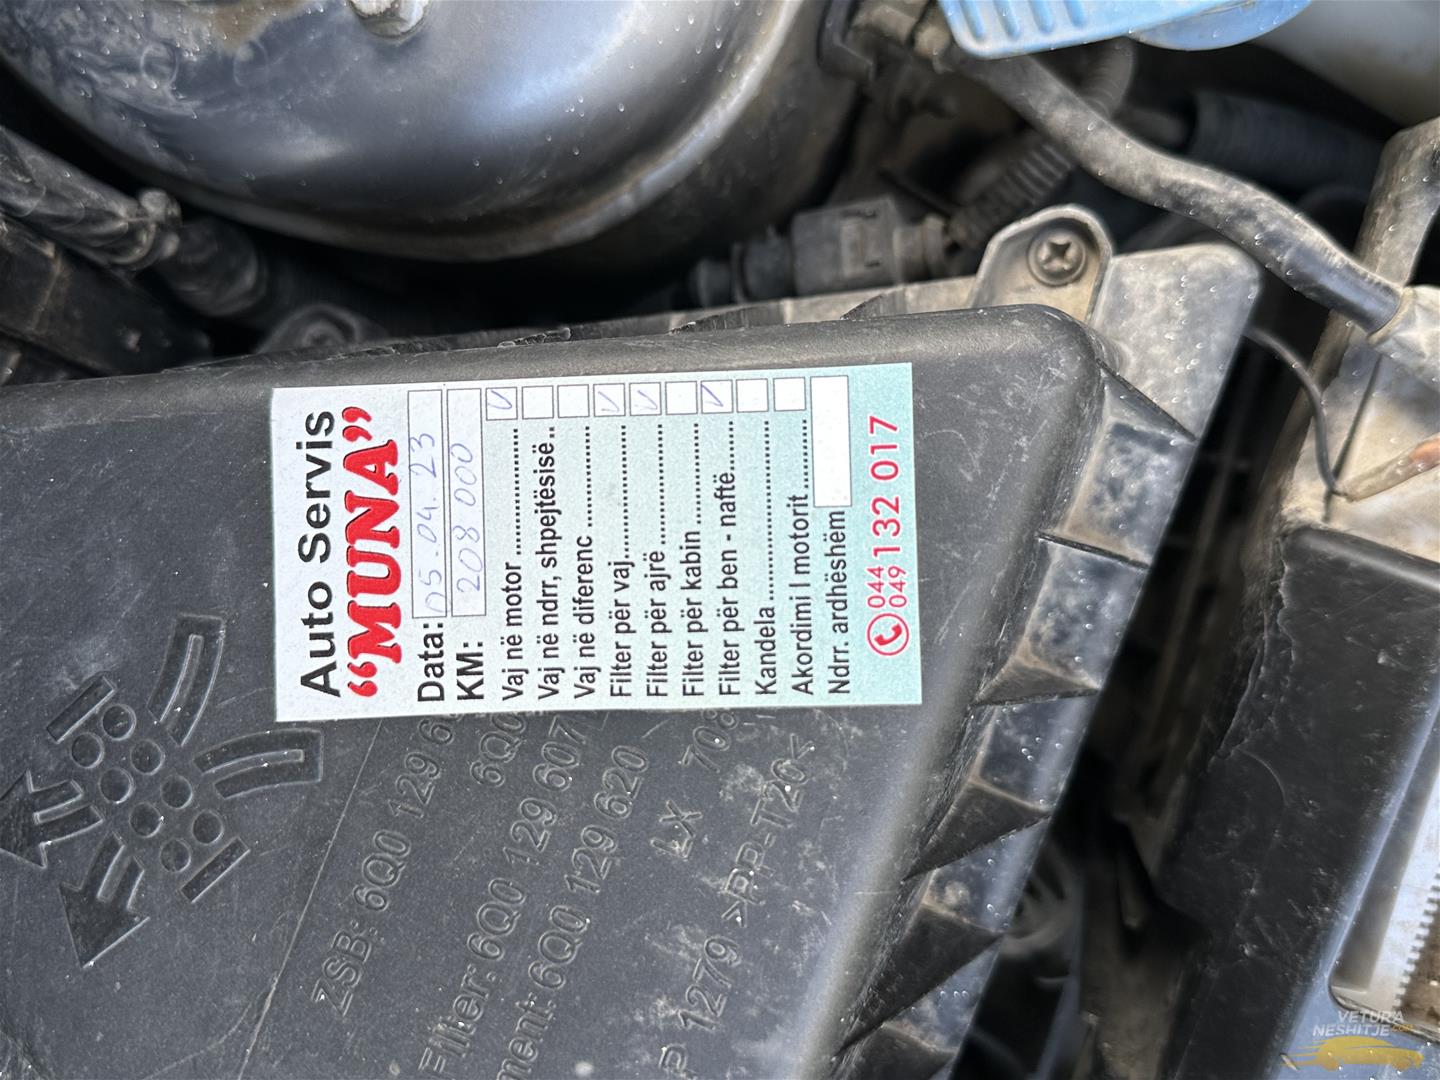 Auto Servis
“MUNA”
Data: 05.04.23
KM: 208 000
Vaj në motor
Vaj në ndrr, shpejtësisë
Vaj në diferenc
Filter për vaj
Filter për ajrë
Filter për kabin
Filter për ben - naftë
Kandela
Akordimi I motorit
Ndrr. ardhëshëm
044
049 132 017
ZSB: 6Q0 129 6
6Q0
Filter: 6Q0 129 607
ment: 6Q0 129 620
LX 708
P 1279 >PP-T20<
VETURA
NESHITJE.com